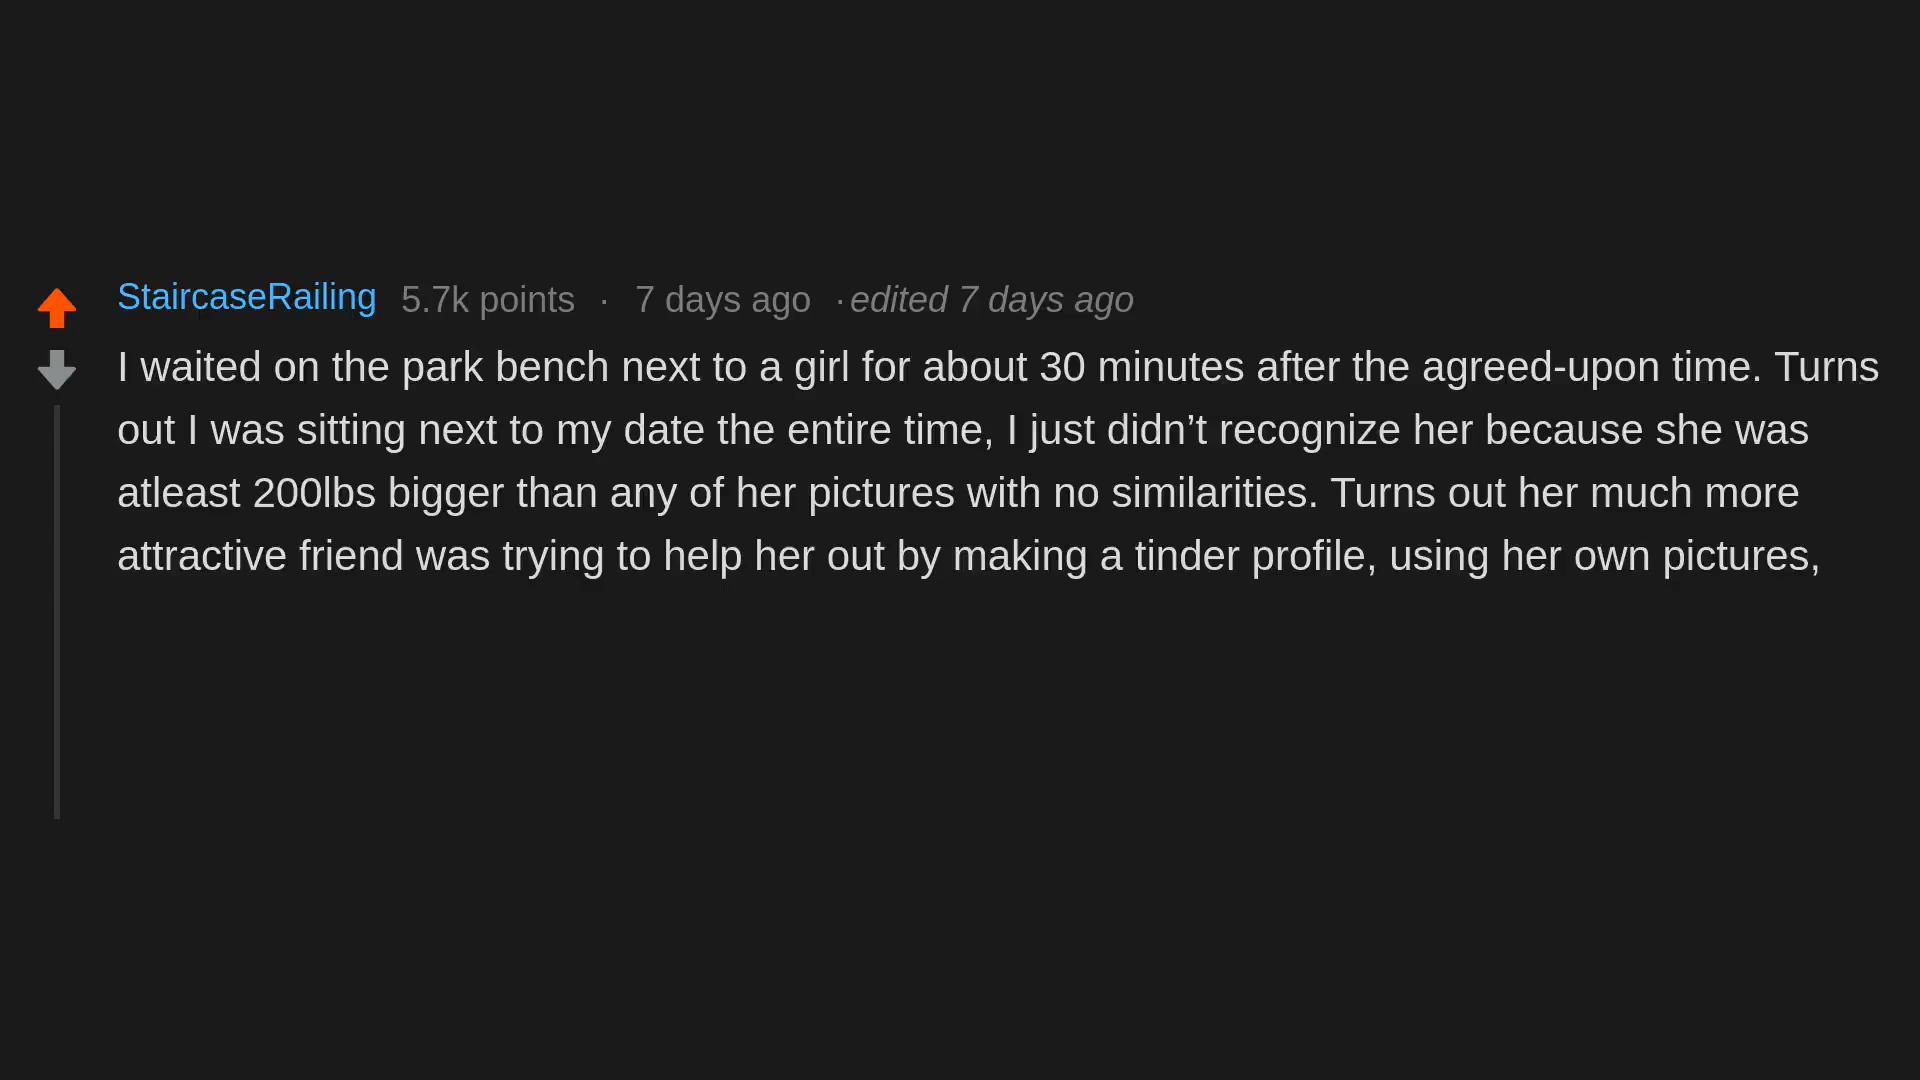 StaircaseRailing 5.7k points · 7 days ago · edited 7 days ago
I waited on the park bench next to a girl for about 30 minutes after the agreed-upon time. Turns
out I was sitting next to my date the entire time, I just didn’t recognize her because she was
atleast 200lbs bigger than any of her pictures with no similarities. Turns out her much more
attractive friend was trying to help her out by making a tinder profile, using her own pictures,